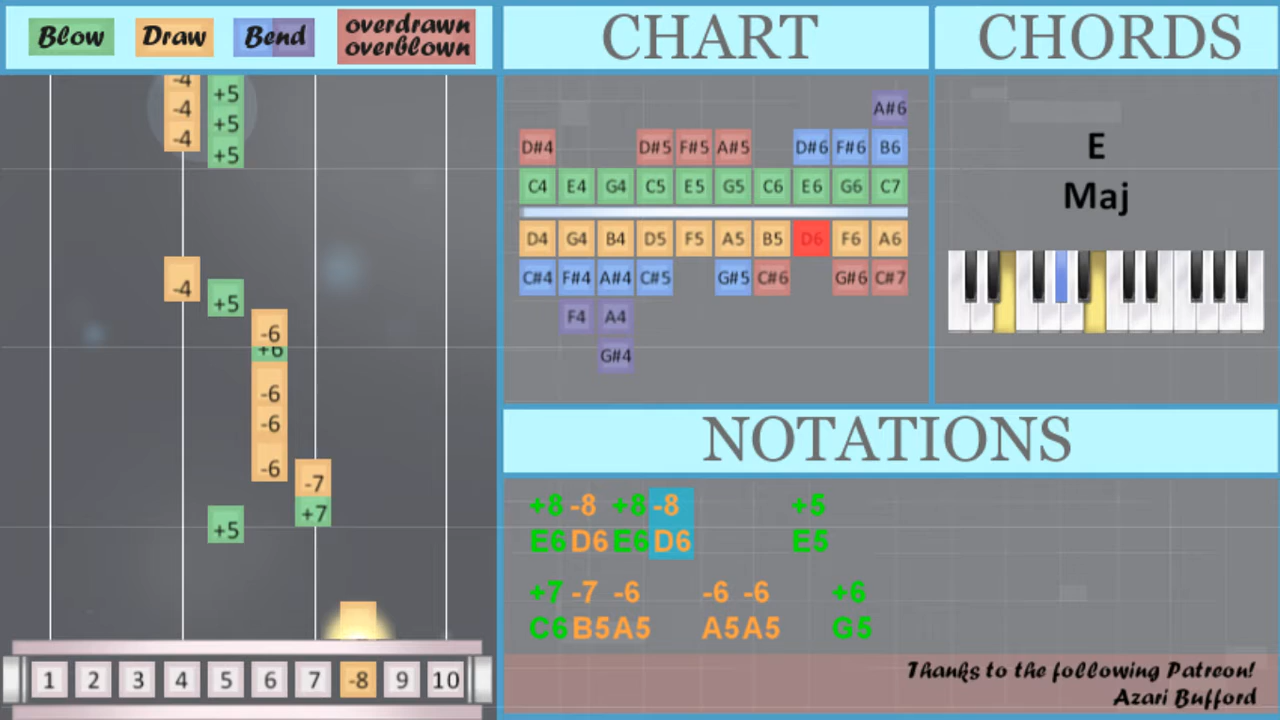 Blow Draw Bend overdrawn
overblown
CHART
CHORDS
-4 +5
-4 +5
-4 +5
-4 +5
-6
+6
-6
-6
-6 -7
+7
+5
1 2 3 4 5 6 7 -8 9 10
A#6
D#4 D#5 F#5 A#5 D#6 F#6 B6
C4 E4 G4 C5 E5 G5 C6 E6 G6 C7
D4 G4 B4 D5 F5 A5 B5 D6 F6 A6
C#4 F#4 A#4 C#5 G#5 C#6 G#6 C#7
F4 A4
G#4
E
Maj
NOTATIONS
+8 -8 +8 -8 +5
E6 D6 E6 D6 E5
+7 -7 -6 -6 -6 +6
C6 B5 A5 A5 A5 G5
Thanks to the following Patreon!
Azari Bufford